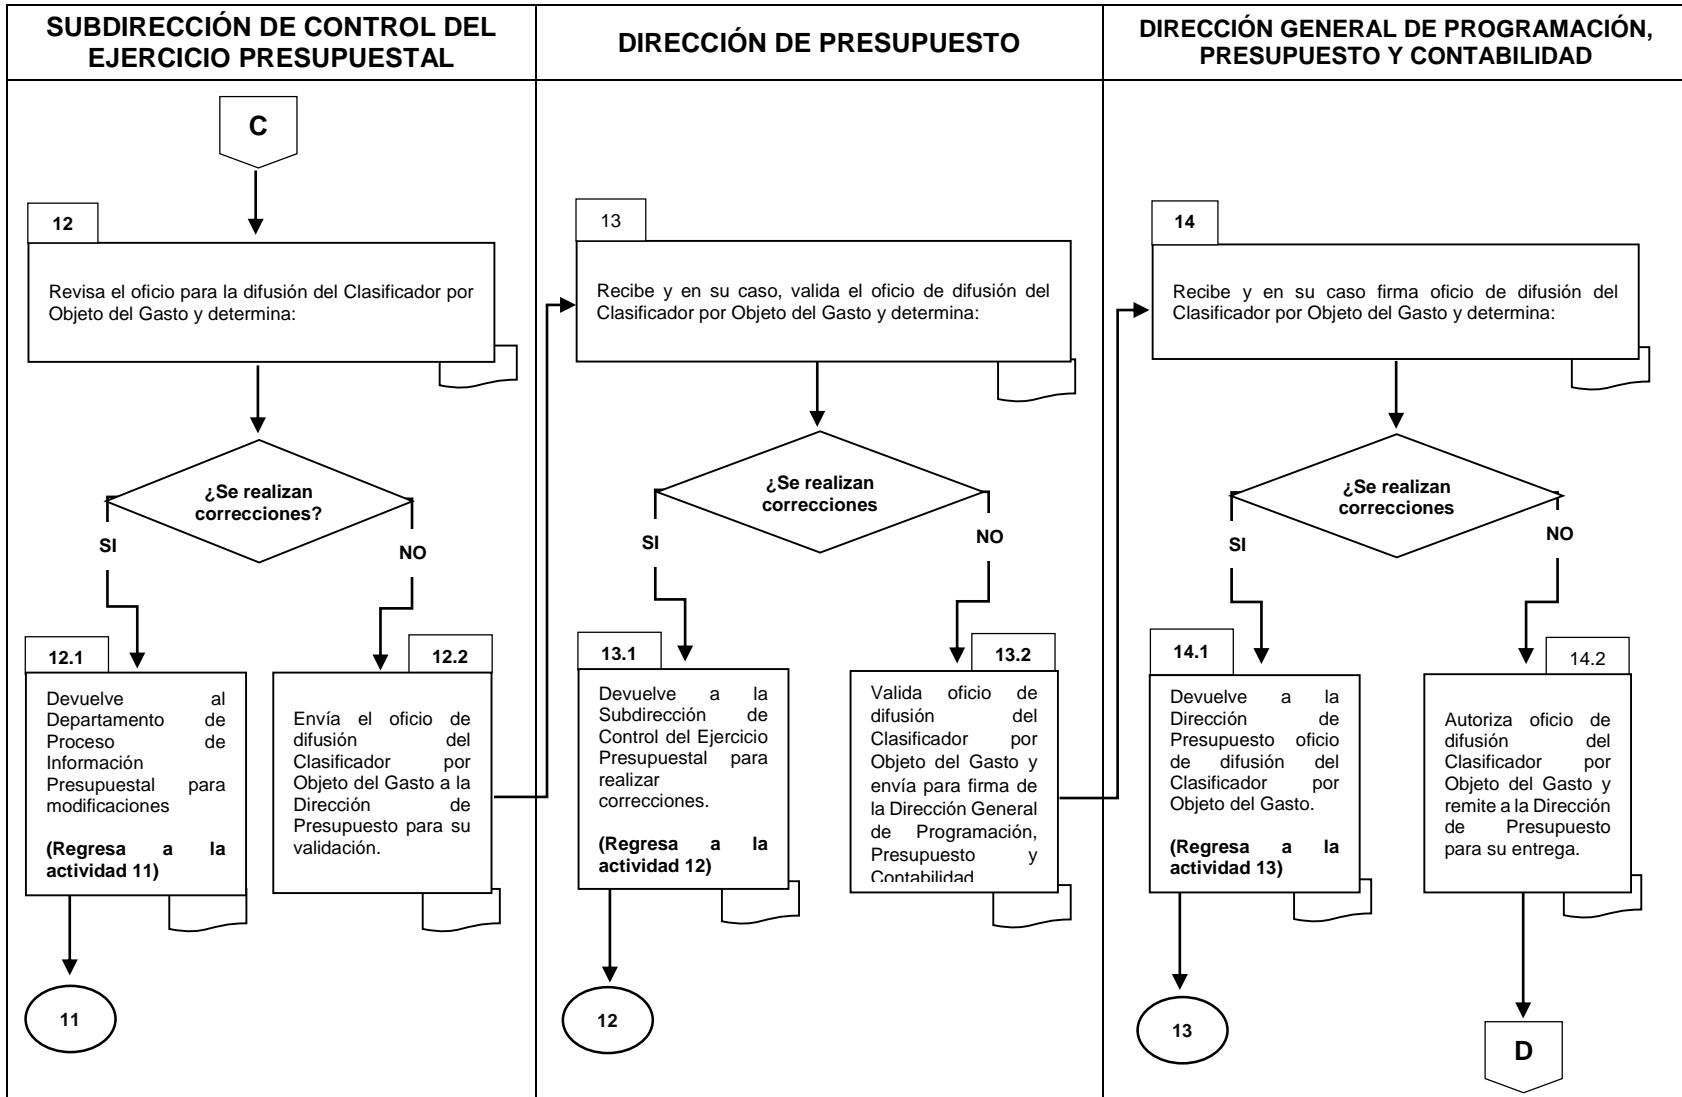 SUBDIRECCIÓN DE CONTROL DEL
EJERCICIO PRESUPUESTAL
DIRECCIÓN DE PRESUPUESTO
DIRECCIÓN GENERAL DE PROGRAMACIÓN,
PRESUPUESTO Y CONTABILIDAD
C
12
Revisa el oficio para la difusión del Clasificador por
Objeto del Gasto y determina:
¿Se realizan
correcciones?
SI
NO
12.1
Devuelve al
Departamento de
Proceso de
Información
Presupuestal para
modificaciones
(Regresa a la
actividad 11)
11
12.2
Envía el oficio de
difusión del
Clasificador por
Objeto del Gasto a la
Dirección de
Presupuesto para su
validación.
13
Recibe y en su caso, valida el oficio de difusión del
Clasificador por Objeto del Gasto y determina:
¿Se realizan
correcciones
SI
NO
13.1
Devuelve a la
Subdirección de
Control del Ejercicio
Presupuestal para
realizar
correcciones.
(Regresa a la
actividad 12)
12
13.2
Valida oficio de
difusión del
Clasificador por
Objeto del Gasto y
envía para firma de
la Dirección General
de Programación,
Presupuesto y
Contabilidad
14
Recibe y en su caso firma oficio de difusión del
Clasificador por Objeto del Gasto y determina:
¿Se realizan
correcciones
SI
NO
14.1
Devuelve a la
Dirección de
Presupuesto oficio
de difusión del
Clasificador por
Objeto del Gasto.
(Regresa a la
actividad 13)
13
14.2
Autoriza oficio de
difusión del
Clasificador por
Objeto del Gasto y
remite a la Dirección
de Presupuesto
para su entrega.
D